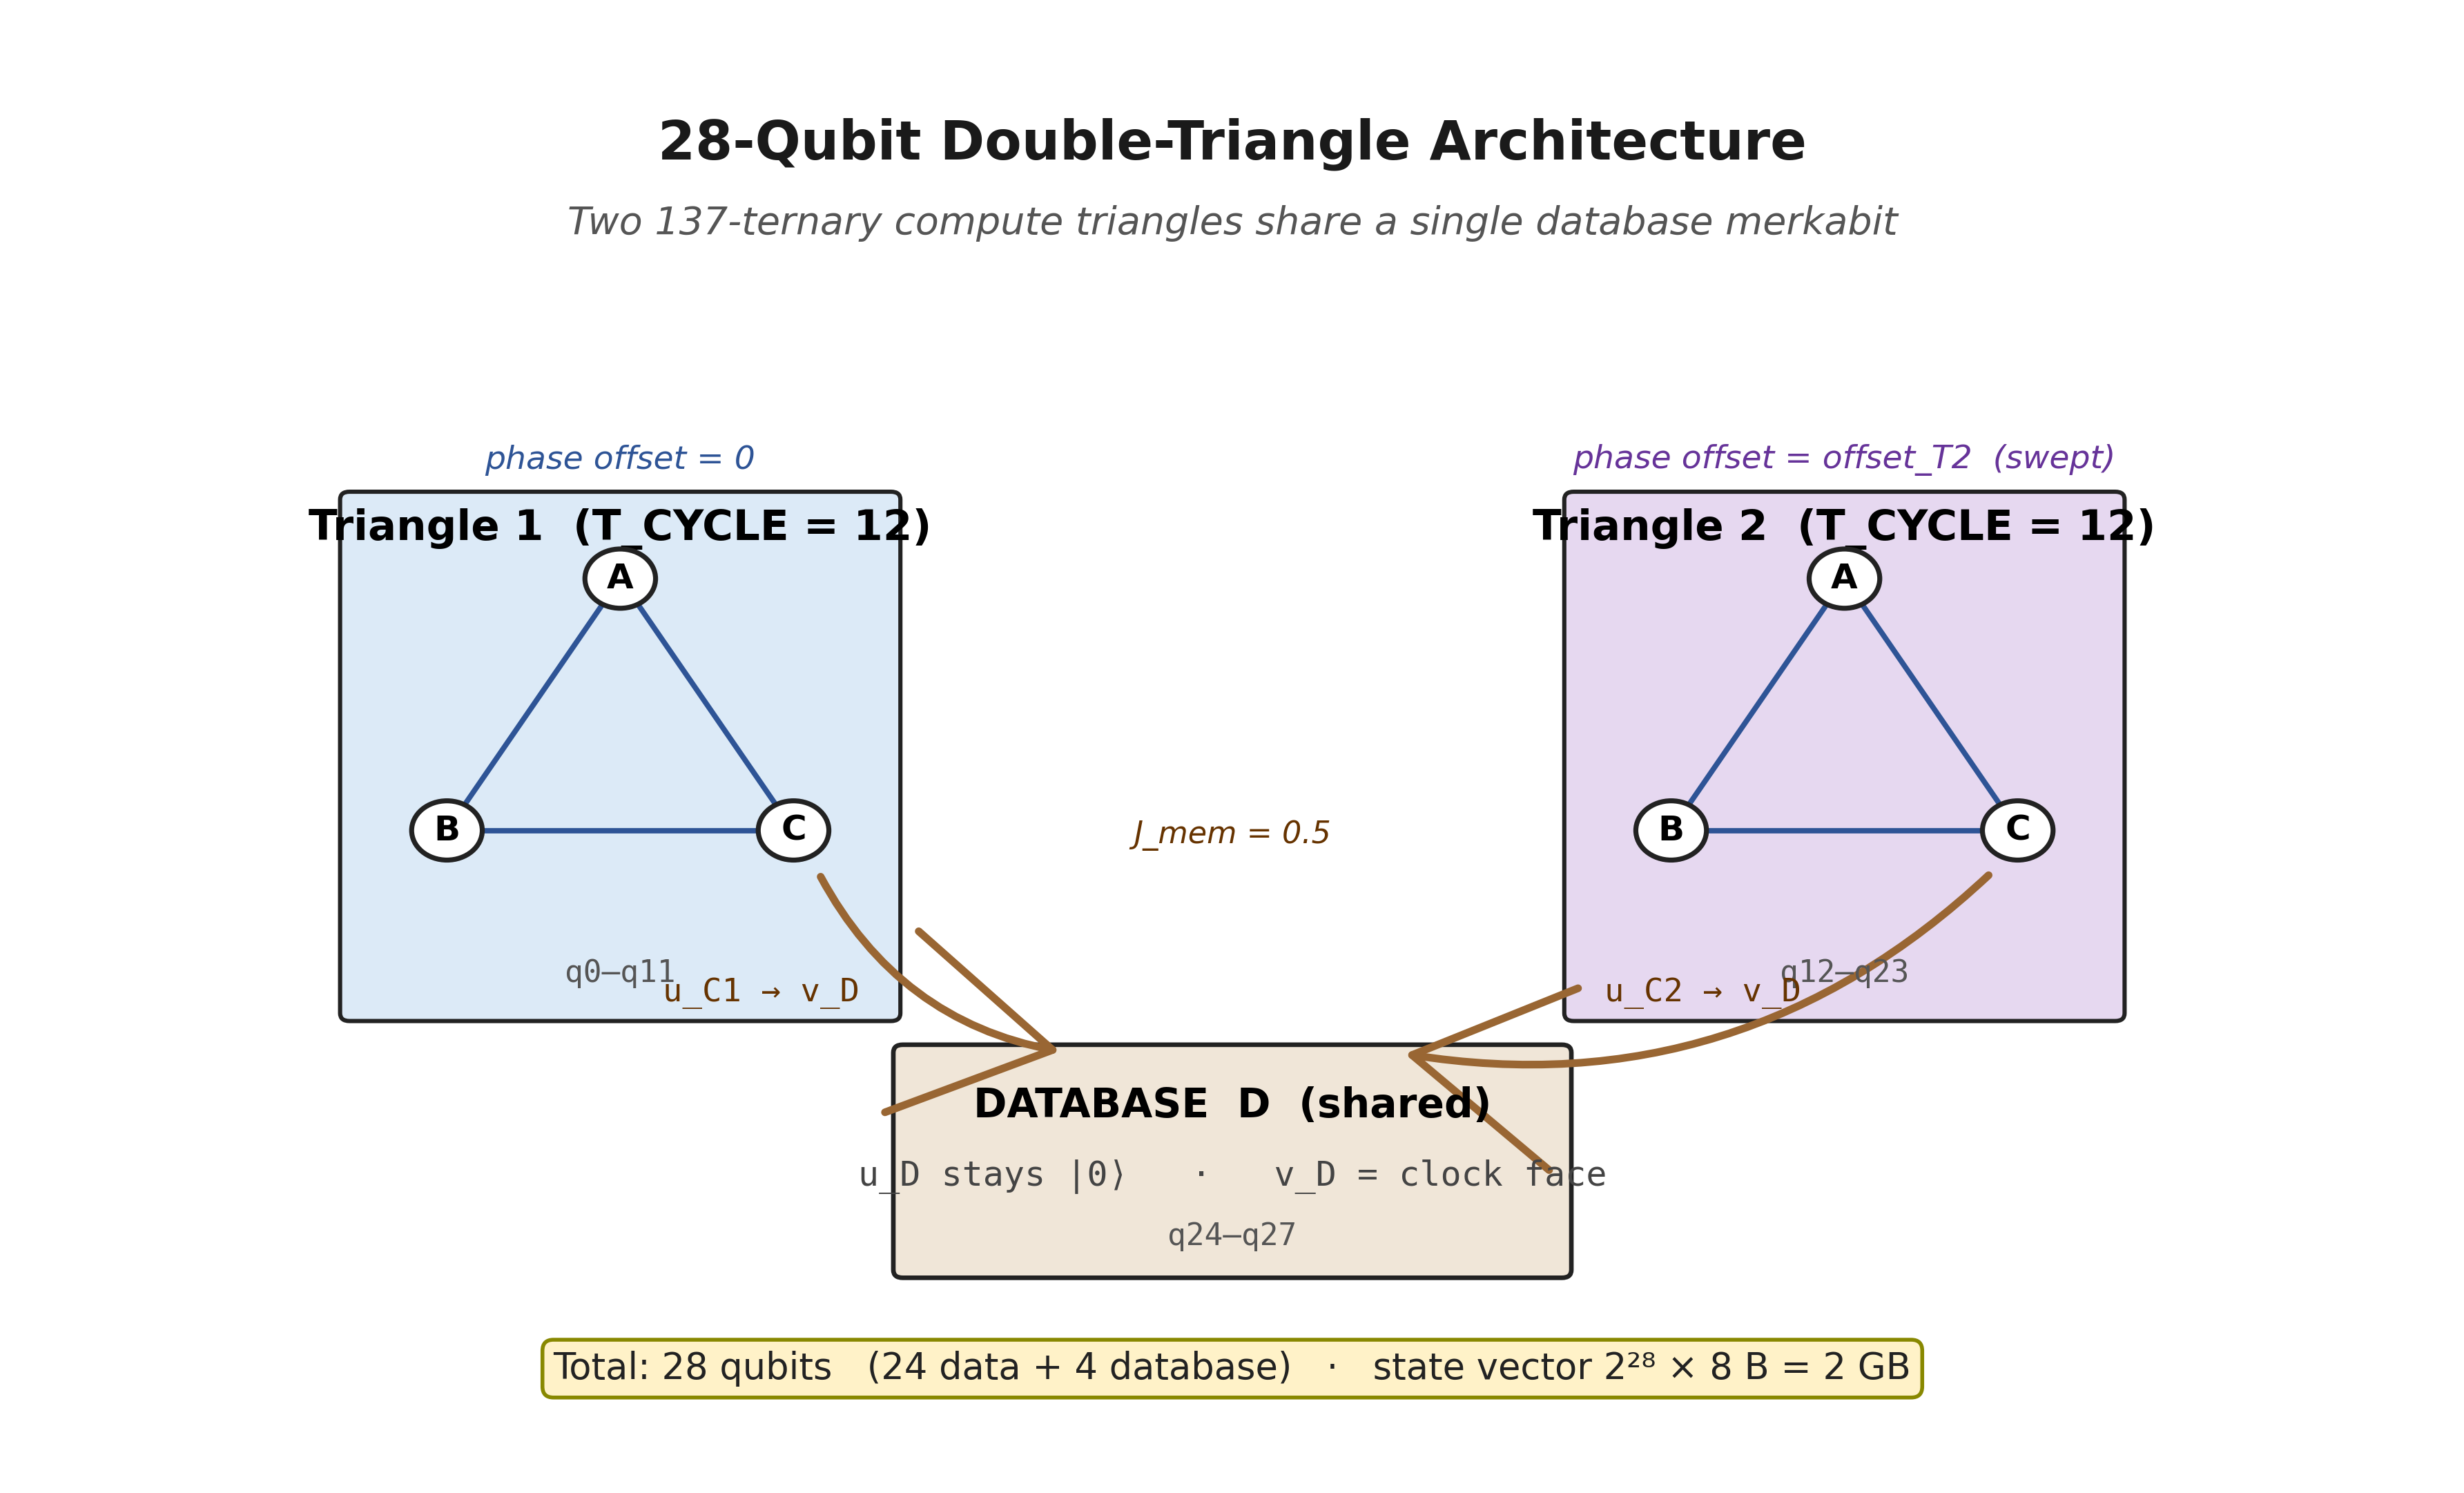 28-Qubit Double-Triangle Architecture
Two 137-ternary compute triangles share a single database merkabit
phase offset = 0
phase offset = offset_T2 (swept)
Triangle 1 (T_CYCLE = 12)
Triangle 2 (T_CYCLE = 12)
A
A
B
C
J_mem = 0.5
B
C
q0—q11
q12—q23
u_C1 → v_D
u_C2 → v_D
DATABASE D (shared)
u_D stays |0⟩ · v_D = clock face
q24—q27
Total: 28 qubits (24 data + 4 database) · state vector 2²⁸ × 8 B = 2 GB